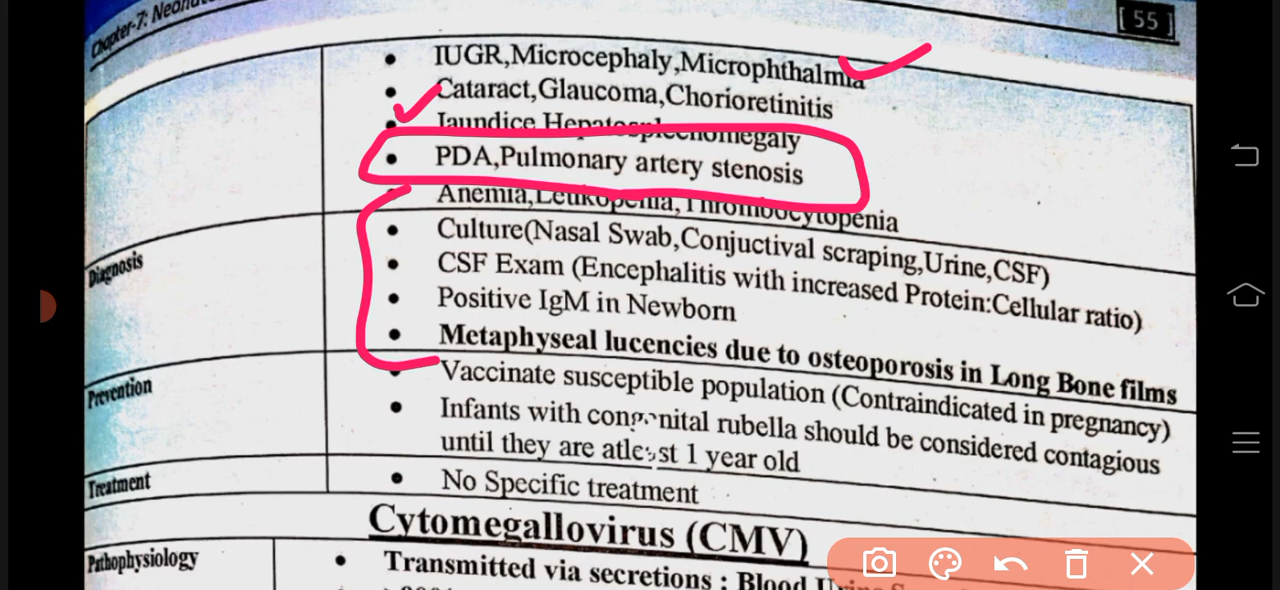 Chapter-7: Neonat
[ 55 ]
IUGR,Microcephaly,Microphthalmia
Cataract,Glaucoma,Chorioretinitis
Jaundice,Hepatosplecnomegaly
PDA,Pulmonary artery stenosis
Anemia,Leukopenia,Thrombocytopenia
Diagnosis
Culture(Nasal Swab,Conjuctival scraping,Urine,CSF)
CSF Exam (Encephalitis with increased Protein:Cellular ratio)
Positive IgM in Newborn
Metaphyseal lucencies due to osteoporosis in Long Bone films
Prevention
Vaccinate susceptible population (Contraindicated in pregnancy)
Infants with congenital rubella should be considered contagious
until they are atleast 1 year old
Treatment
No Specific treatment
Cytomegallovirus (CMV)
Pathophysiology
Transmitted via secretions : Blood